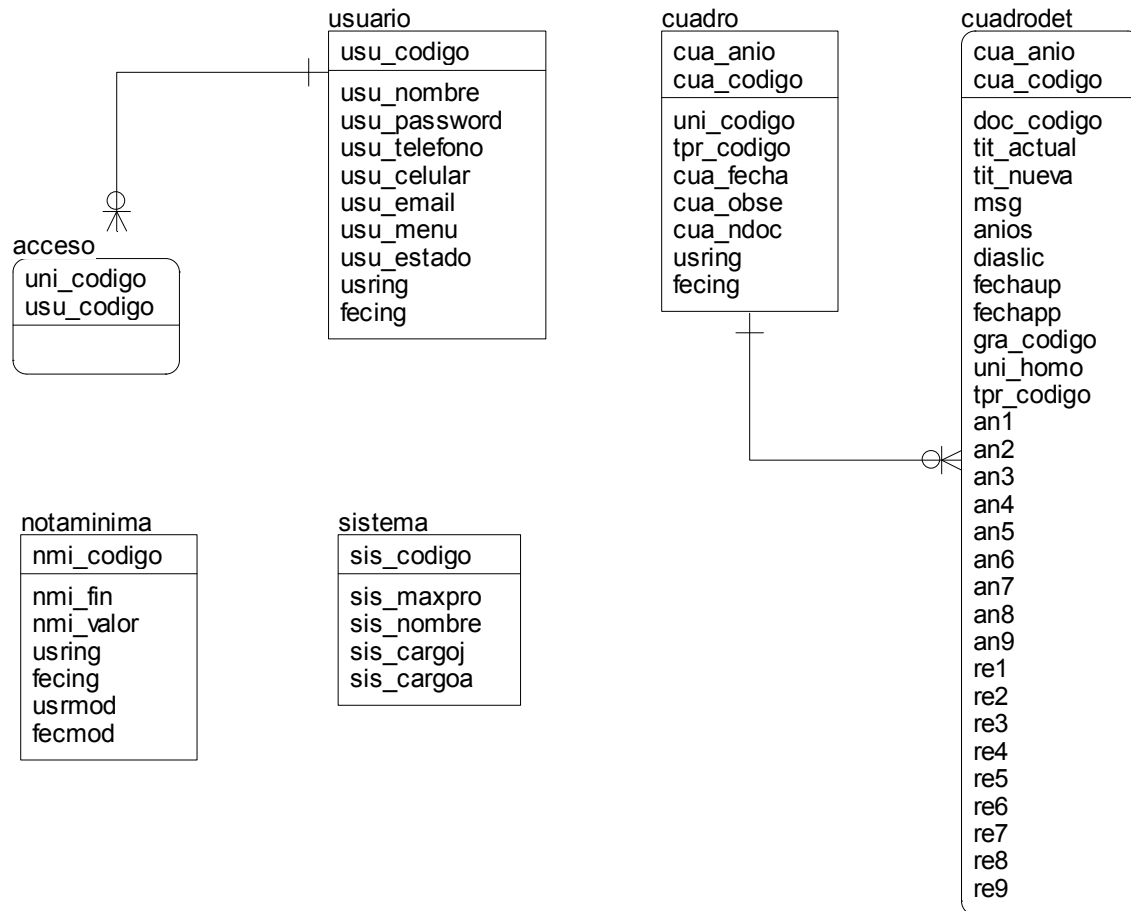 usuario
usu_codigo
usu_nombre
usu_password
usu_telefono
usu_celular
usu_email
usu_menu
usu_estado
usring
fecing
cuadro
cua_anio
cua_codigo
uni_codigo
tpr_codigo
cua_fecha
cua_obse
cua_ndoc
usring
fecing
cuadrodet
cua_anio
cua_codigo
doc_codigo
tit_actual
tit_nueva
msg
anios
diaslic
fechaup
fechapp
gra_codigo
uni_homo
tpr_codigo
an1
an2
an3
an4
an5
an6
an7
an8
an9
re1
re2
re3
re4
re5
re6
re7
re8
re9
acceso
uni_codigo
usu_codigo
notaminima
nmi_codigo
nmi_fin
nmi_valor
usring
fecing
usrmod
fecmod
sistema
sis_codigo
sis_maxpro
sis_nombre
sis_cargoj
sis_cargoa